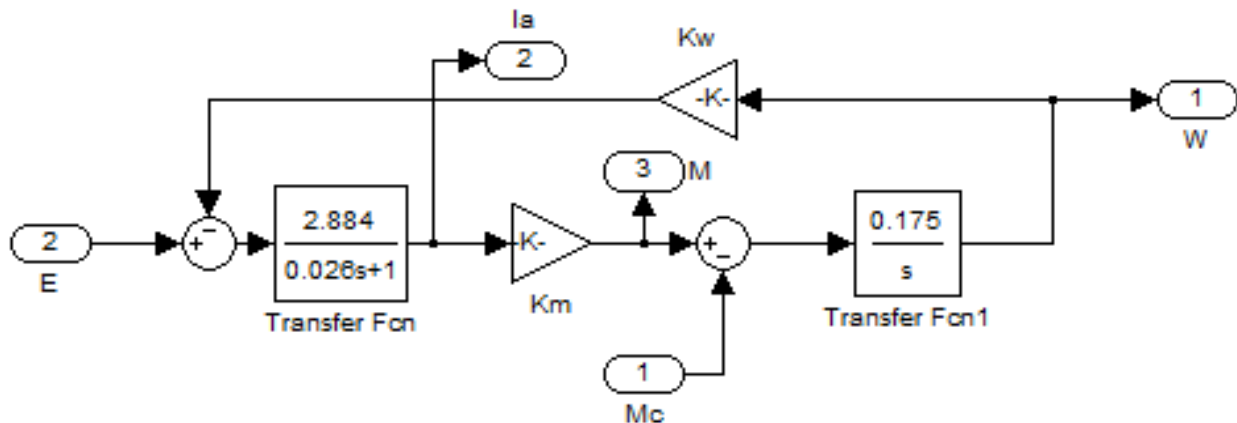 Ia
2
Kw
-K-
1
W
3
M
2
E
+
−
2.884
0.026s+1
Transfer Fcn
-K-
Km
+
−
0.175
s
Transfer Fcn1
1
Mc